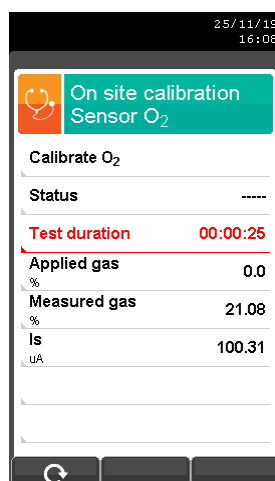 25/11/19
16:08
On site calibration
Sensor O₂
Calibrate O₂
Status -----
Test duration 00:00:25
Applied gas 0.0
%
Measured gas 21.08
%
Is 100.31
uA